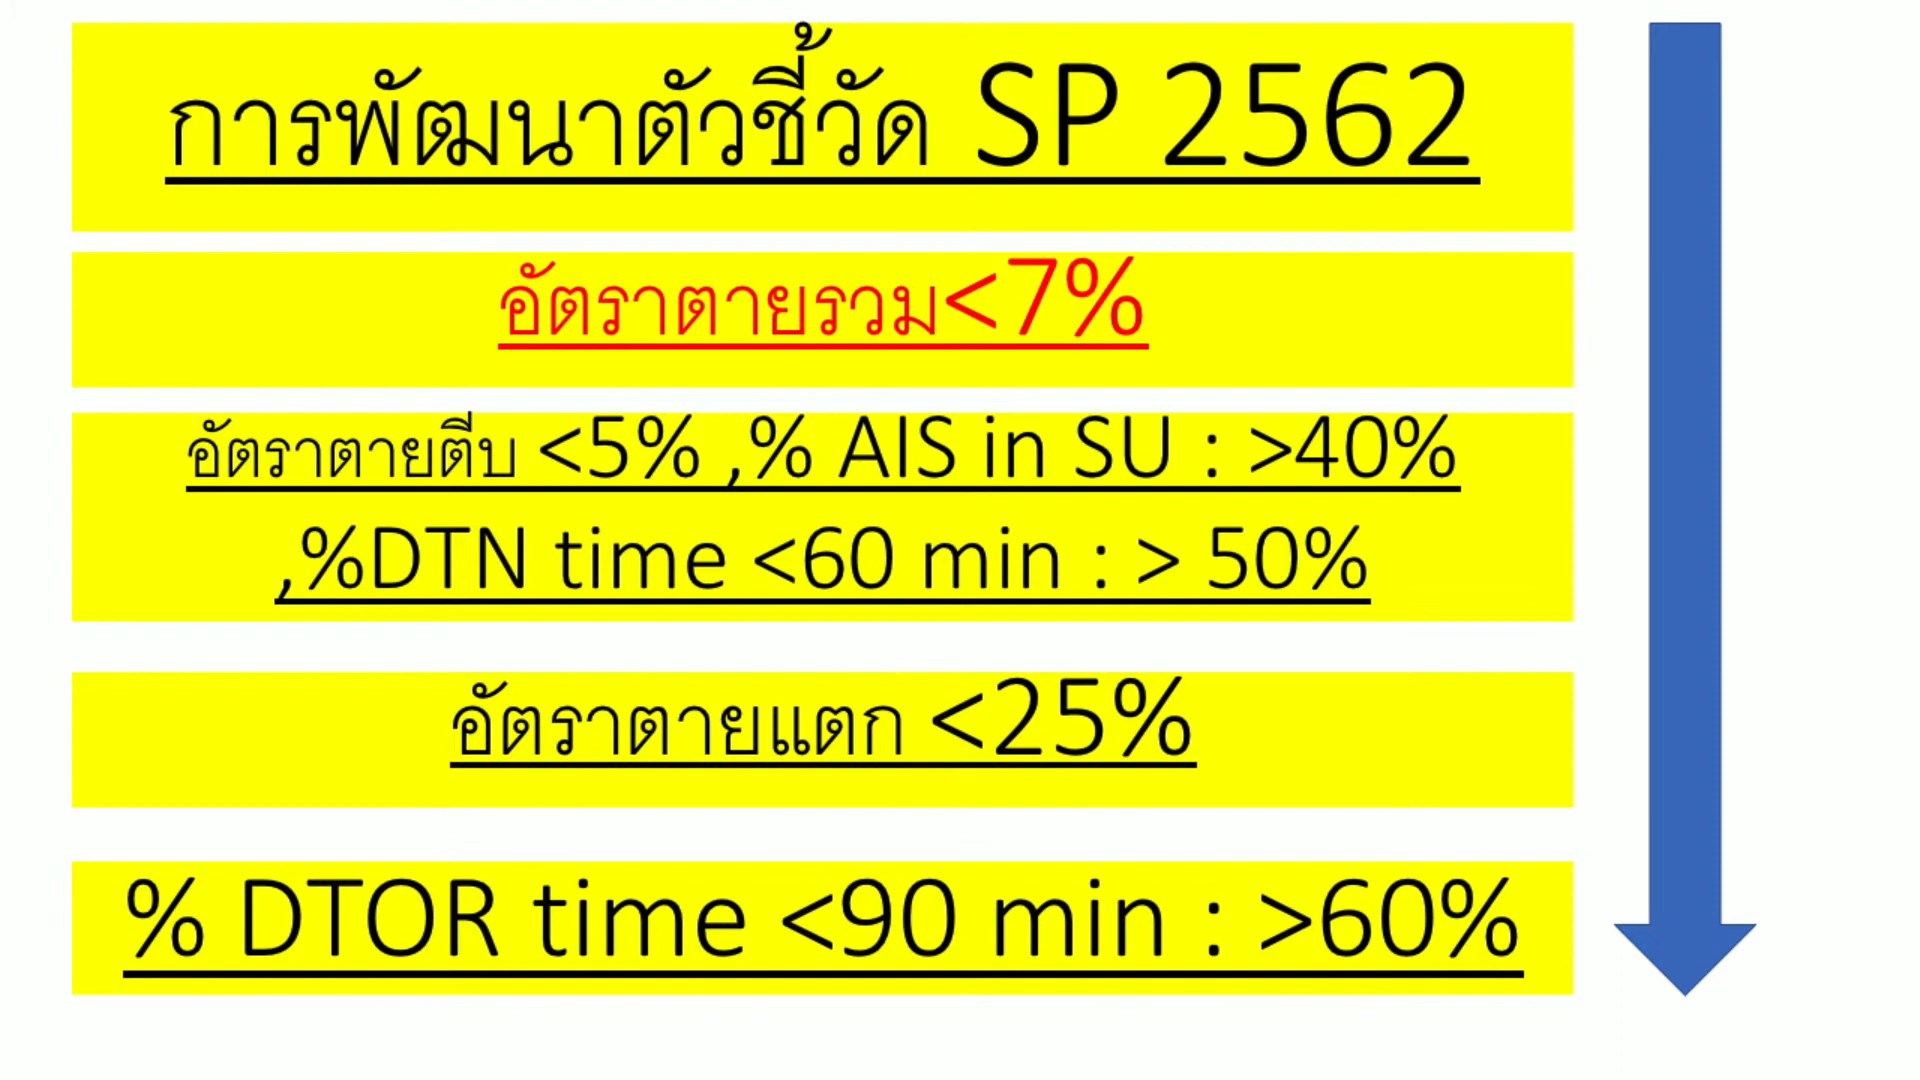 การพัฒนาตัวชี้วัด SP 2562
อัตราตายรวม<7%
อัตราตายตีบ <5% ,% AIS in SU : >40%
,%DTN time <60 min : > 50%
อัตราตายแตก <25%
% DTOR time <90 min : >60%